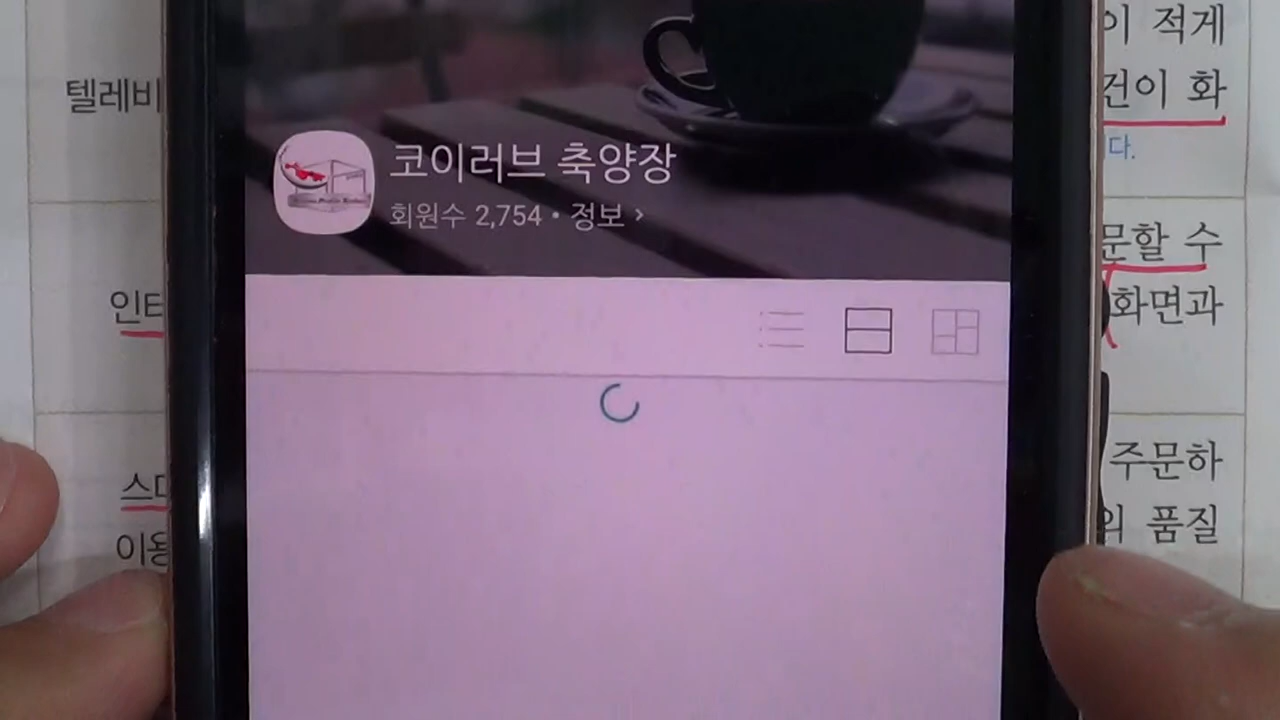 텔레비
인터
스마
이용
코이러브 축양장
회원수 2,754 • 정보 >
이 적게
건이 화
다.
문할 수
화면과
주문하
의 품질